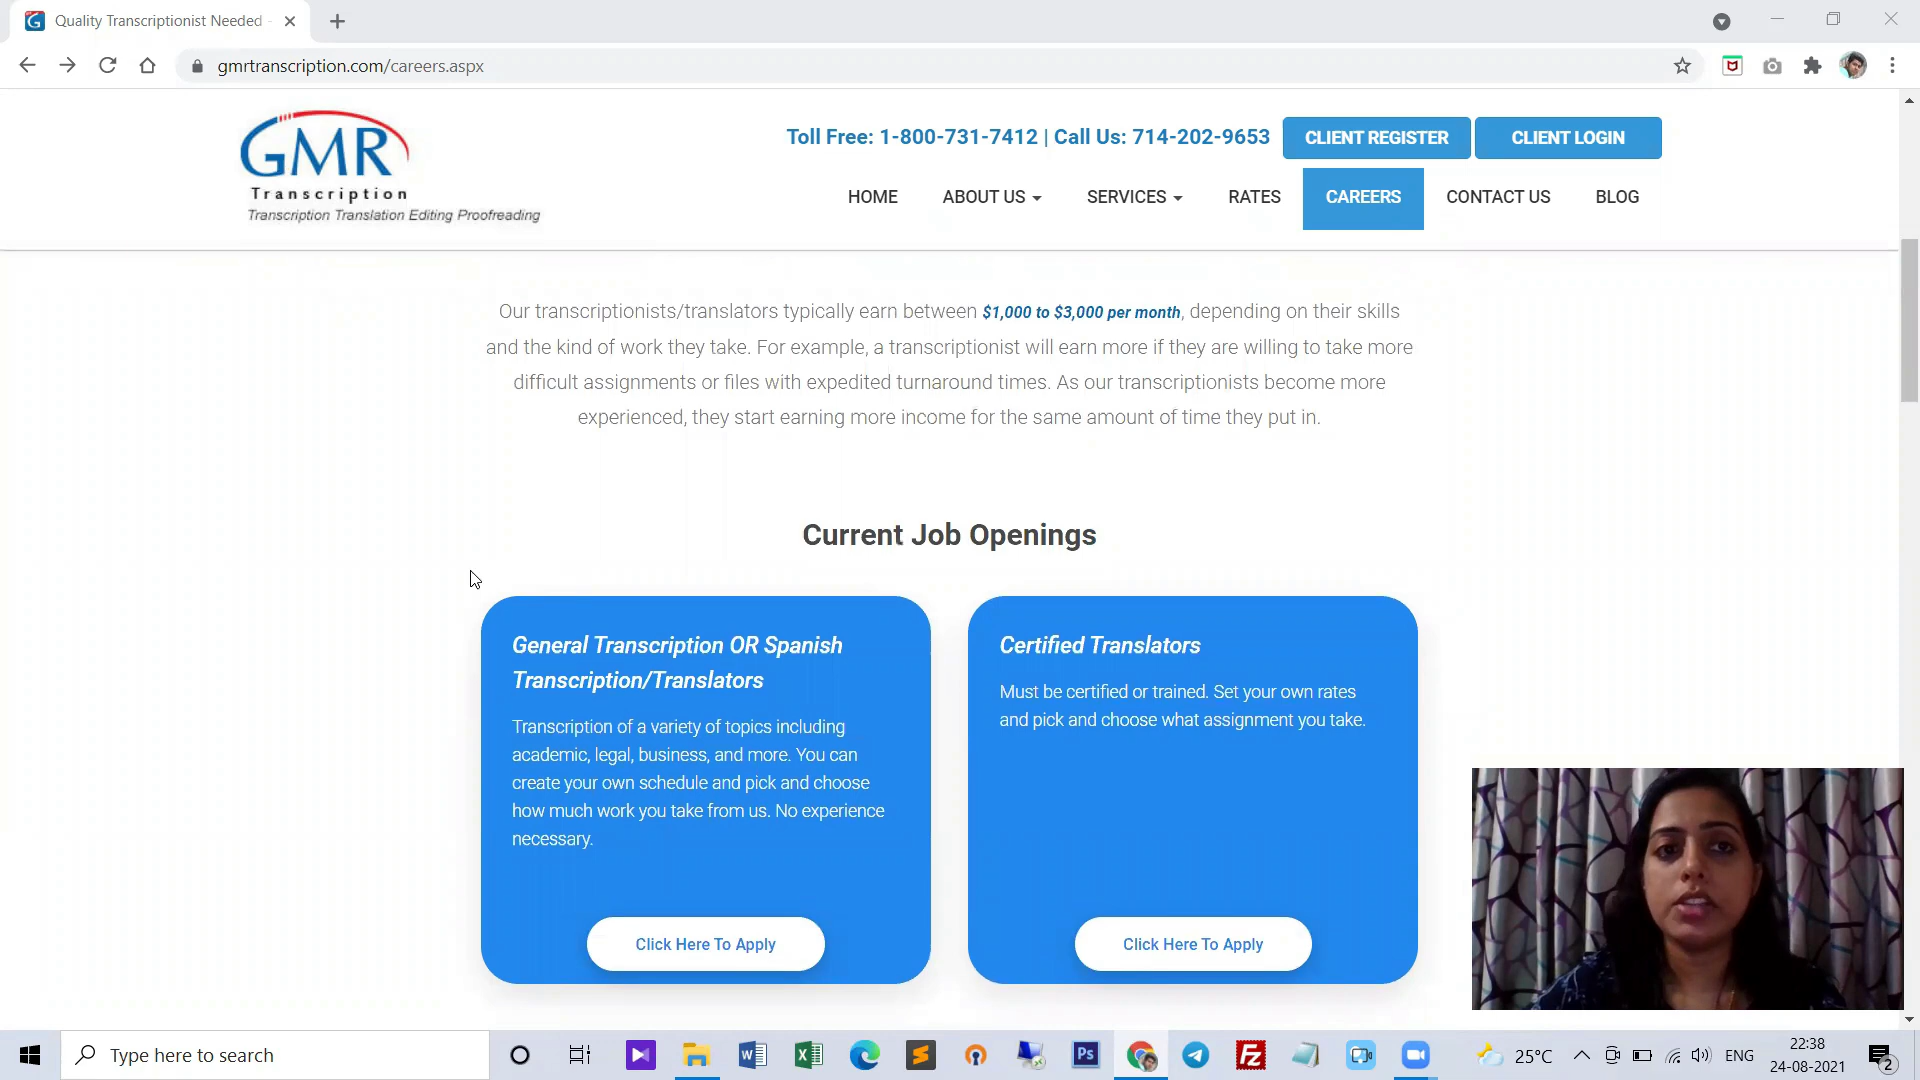 Quality Transcriptionist Needed -
gmrtranscription.com/careers.aspx
GMR
Transcription
Transcription Translation Editing Proofreading
Toll Free: 1-800-731-7412 | Call Us: 714-202-9653
CLIENT REGISTER
CLIENT LOGIN
HOME
ABOUT US
SERVICES
RATES
CAREERS
CONTACT US
BLOG
Our transcriptionists/translators typically earn between $1,000 to $3,000 per month, depending on their skills
and the kind of work they take. For example, a transcriptionist will earn more if they are willing to take more
difficult assignments or files with expedited turnaround times. As our transcriptionists become more
experienced, they start earning more income for the same amount of time they put in.
Current Job Openings
General Transcription OR Spanish
Transcription/Translators
Transcription of a variety of topics including
academic, legal, business, and more. You can
create your own schedule and pick and choose
how much work you take from us. No experience
necessary.
Click Here To Apply
Certified Translators
Must be certified or trained. Set your own rates
and pick and choose what assignment you take.
Click Here To Apply
Type here to search
Ps
25°C
ENG
22:38
24-08-2021
2